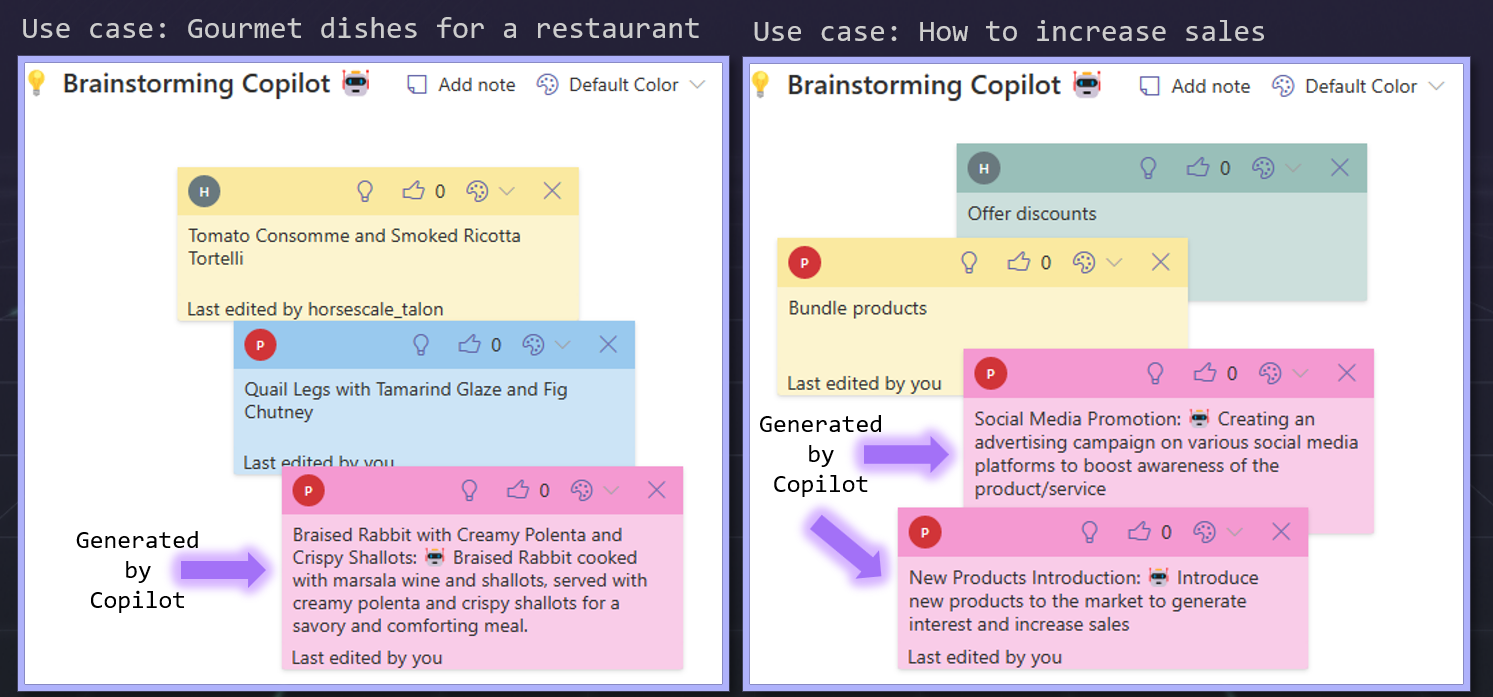 Use case: Gourmet dishes for a restaurant
Brainstorming Copilot
Add note
Default Color
H
0
Tomato Consomme and Smoked Ricotta
Tortelli
Last edited by horsescale_talon
P
0
Quail Legs with Tamarind Glaze and Fig
Chutney
Last edited by you
P
0
Braised Rabbit with Creamy Polenta and
Crispy Shallots: 🤖 Braised Rabbit cooked
with marsala wine and shallots, served with
creamy polenta and crispy shallots for a
savory and comforting meal.
Last edited by you
Generated
by
Copilot
Use case: How to increase sales
Brainstorming Copilot
Add note
Default Color
H
0
Offer discounts
P
0
Bundle products
Last edited by you
P
0
Social Media Promotion: 🤖 Creating an
advertising campaign on various social media
platforms to boost awareness of the
product/service
Generated
by
Copilot
P
0
New Products Introduction: 🤖 Introduce
new products to the market to generate
interest and increase sales
Last edited by you